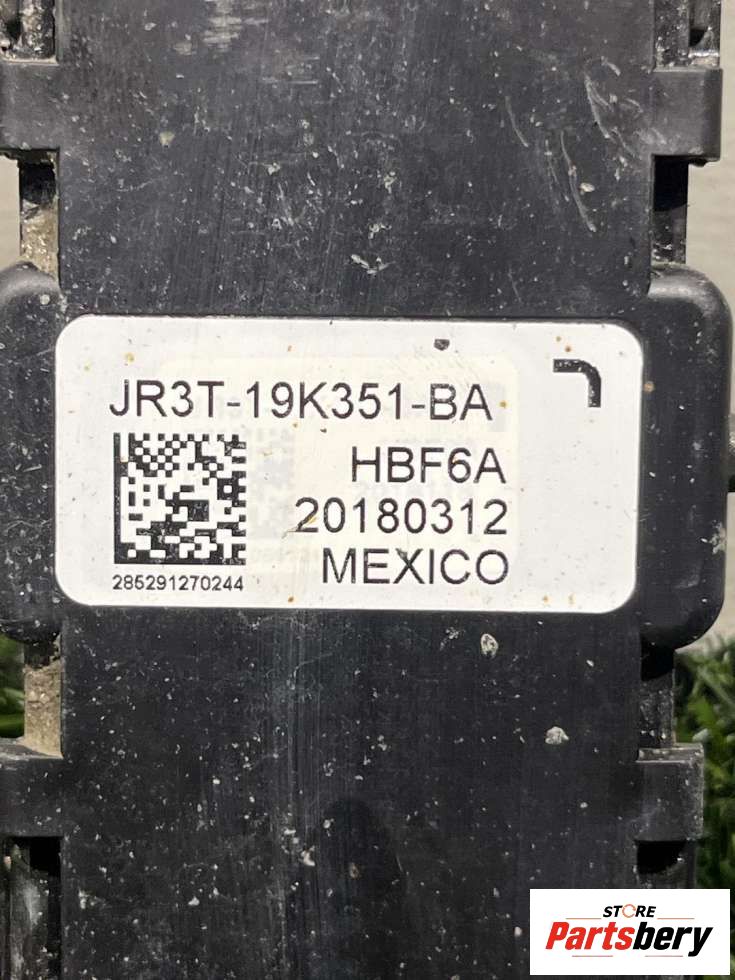 JR3T-19K351-BA
HBF6A
20180312
MEXICO
285291270244
STORE
Partsbery